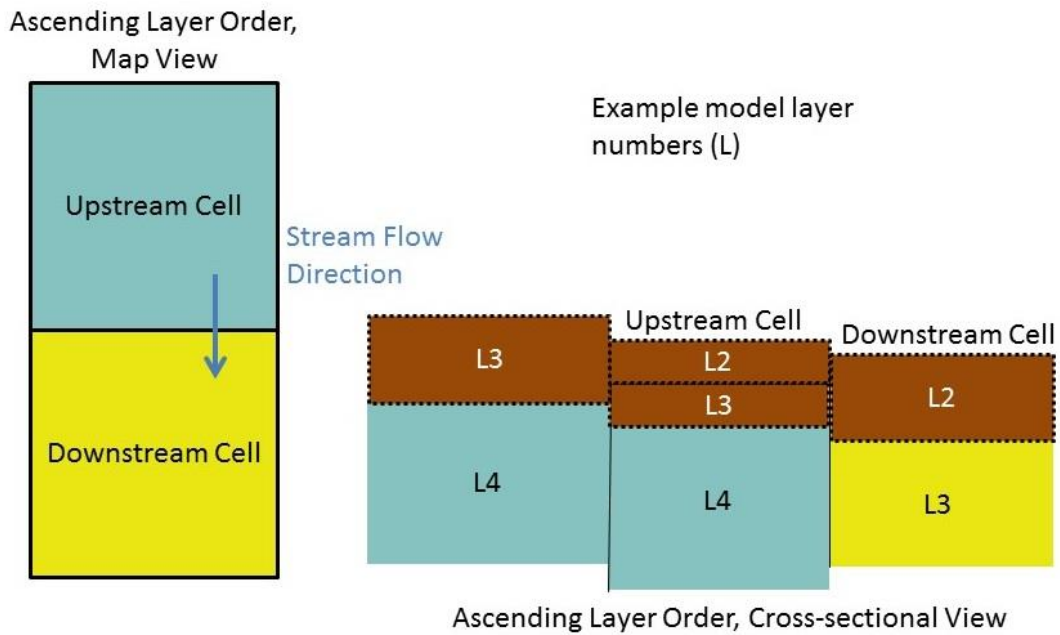 Ascending Layer Order,
Map View
Upstream Cell
Stream Flow
Direction
Downstream Cell
Example model layer
numbers (L)
Upstream Cell
Downstream Cell
L3
L2
L3
L2
L4
L4
L3
Ascending Layer Order, Cross-sectional View